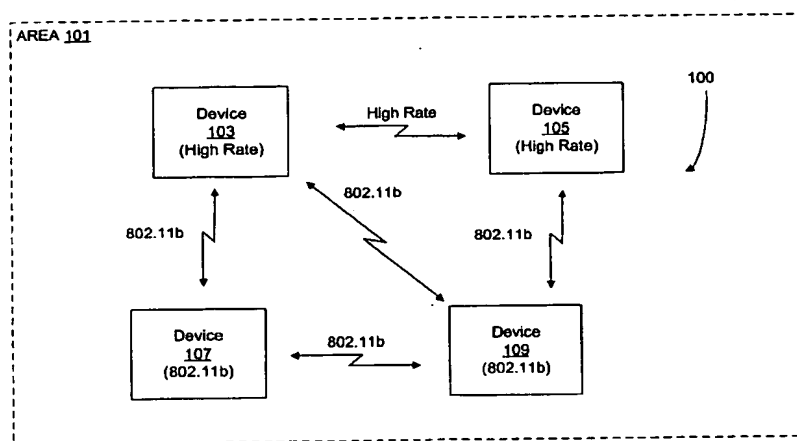 AREA 101
100
Device
103
(High Rate)
High Rate
Device
105
(High Rate)
802.11b
802.11b
802.11b
Device
107
(802.11b)
802.11b
Device
109
(802.11b)